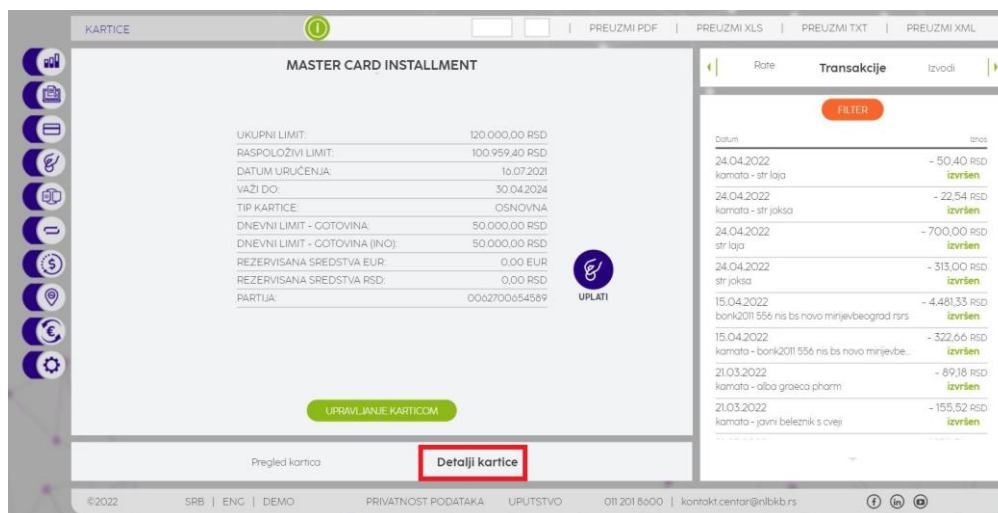 KARTICE
| PREUZMI PDF | PREUZMI XLS | PREUZMI TXT | PREUZMI XML
MASTER CARD INSTALLMENT
UKUPNI LIMIT: 120.000,00 RSD
RASPOLOŽIVI LIMIT: 100.959,40 RSD
DATUM URUČENJA: 16.07.2021
VAŽI DO: 30.04.2024
TIP KARTICE: OSNOVNA
DNEVNI LIMIT - GOTOVINA: 50.000,00 RSD
DNEVNI LIMIT - GOTOVINA (INO): 50.000,00 RSD
REZERVISANA SREDSTVA EUR: 0,00 EUR
REZERVISANA SREDSTVA RSD: 0,00 RSD
PARTIJA: 0062700654589
UPLATI
UPRAVLJANJE KARTICOM
Pregled kartica Detalji kartice
Rate Transakcije Izvodi
FILTER
Datum Iznos
24.04.2022 - 50,40 RSD
kamata - str laja izvršen
24.04.2022 - 22,54 RSD
kamata - str joksa izvršen
24.04.2022 - 700,00 RSD
str laja izvršen
24.04.2022 - 313,00 RSD
str joksa izvršen
15.04.2022 - 4.481,33 RSD
bonk2011 556 nis bs novo mirijevbeograd rsrs izvršen
15.04.2022 - 322,66 RSD
kamata - bonk2011 556 nis bs novo mirijevbe... izvršen
21.03.2022 - 89,18 RSD
kamata - alba graeca pharm izvršen
21.03.2022 - 155,52 RSD
kamata - javni beleznik s cveji izvršen
©2022 SRB | ENG | DEMO PRIVATNOST PODATAKA UPUTSTVO 011 201 8600 | kontakt.centar@nlbkb.rs